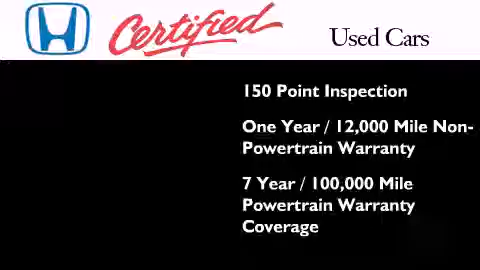 Certified Used Cars
150 Point Inspection
One Year / 12,000 Mile Non-
Powertrain Warranty
7 Year / 100,000 Mile
Powertrain Warranty
Coverage